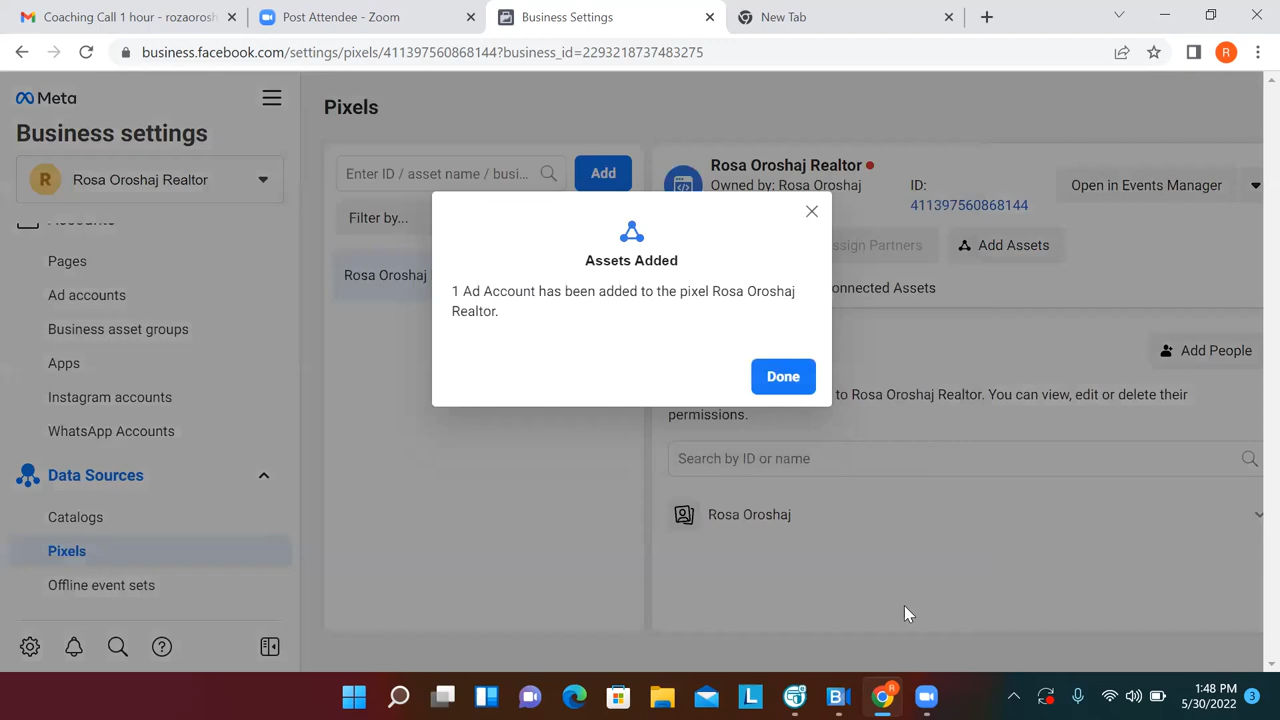 Coaching Call 1 hour - rozaorosh
Post Attendee - Zoom
Business Settings
New Tab
business.facebook.com/settings/pixels/411397560868144?business_id=2293218737483275
R
Meta
Business settings
R
Rosa Oroshaj Realtor
Accounts
Pages
Ad accounts
Business asset groups
Apps
Instagram accounts
WhatsApp Accounts
Data Sources
Catalogs
Pixels
Offline event sets
Pixels
Enter ID / asset name / busi...
Add
Filter by...
Rosa Oroshaj
Rosa Oroshaj Realtor
Owned by: Rosa Oroshaj
ID:
411397560868144
Open in Events Manager
ssign Partners
Add Assets
onnected Assets
Add People
to Rosa Oroshaj Realtor. You can view, edit or delete their
permissions.
Search by ID or name
Rosa Oroshaj
Assets Added
1 Ad Account has been added to the pixel Rosa Oroshaj
Realtor.
Done
L
B
R
1:48 PM
5/30/2022
3